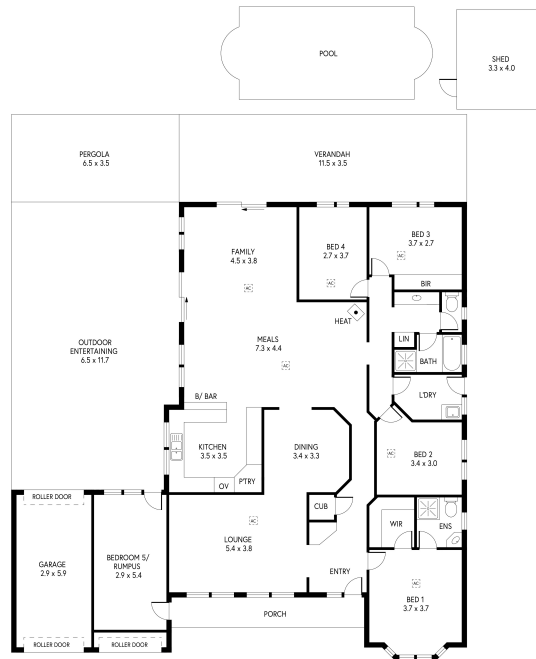 POOL
SHED
3.3 x 4.0
PERGOLA
6.5 x 3.5
VERANDAH
11.5 x 3.5
FAMILY
4.5 x 3.8
AC
BED 4
2.7 x 3.7
AC
BED 3
3.7 x 2.7
AC
BIR
HEAT
OUTDOOR
ENTERTAINING
6.5 x 11.7
MEALS
7.3 x 4.4
AC
LIN
BATH
L'DRY
B/ BAR
KITCHEN
3.5 x 3.5
OV
P'TRY
DINING
3.4 x 3.3
BED 2
3.4 x 3.0
AC
ROLLER DOOR
GARAGE
2.9 x 5.9
ROLLER DOOR
BEDROOM 5/
RUMPUS
2.9 x 5.4
ROLLER DOOR
AC
LOUNGE
5.4 x 3.8
CUB
WIR
ENS
ENTRY
AC
BED 1
3.7 x 3.7
PORCH